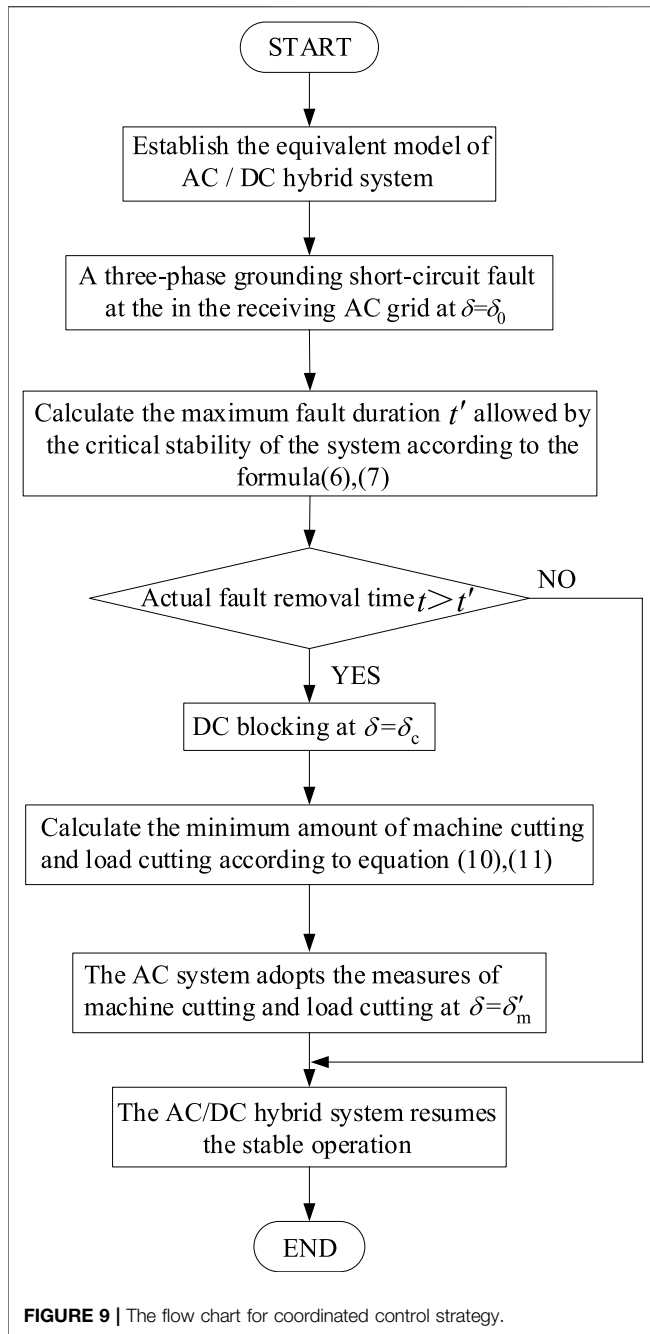 START
Establish the equivalent model of
AC / DC hybrid system
A three-phase grounding short-circuit fault
at the in the receiving AC grid at δ=δ₀
Calculate the maximum fault duration t′ allowed by
the critical stability of the system according to the
formula(6),(7)
Actual fault removal time t＞t′
NO
YES
DC blocking at δ=δc
Calculate the minimum amount of machine cutting
and load cutting according to equation (10),(11)
The AC system adopts the measures of
machine cutting and load cutting at δ=δ′m
The AC/DC hybrid system resumes
the stable operation
END
FIGURE 9 | The flow chart for coordinated control strategy.